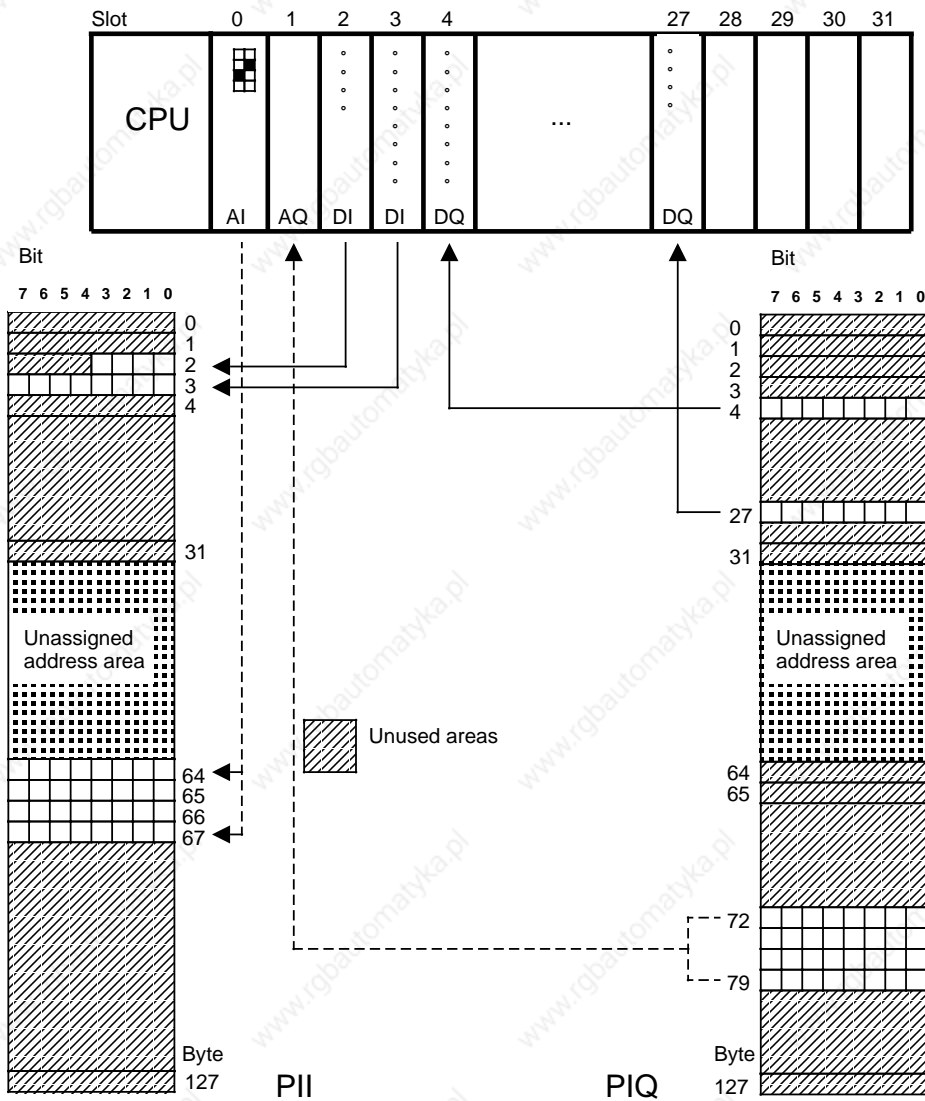 Slot 0 1 2 3 4 27 28 29 30 31
CPU
...
AI AQ DI DI DQ DQ
Bit
7 6 5 4 3 2 1 0
0
1
2
3
4
31
Unassigned
address area
64
65
66
67
Byte
127
PII
Unused areas
Bit
7 6 5 4 3 2 1 0
0
1
2
3
4
27
31
Unassigned
address area
64
65
72
79
Byte
127
PIQ
www.rgbautomatyka.pl